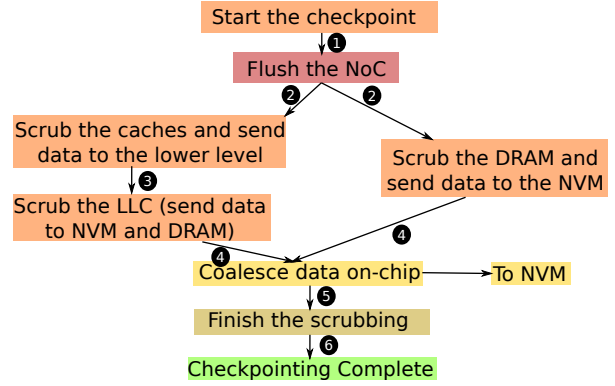 Start the checkpoint
1
Flush the NoC
2
2
Scrub the caches and send
data to the lower level
3
Scrub the LLC (send data
to NVM and DRAM)
Scrub the DRAM and
send data to the NVM
4
4
Coalesce data on-chip
To NVM
5
Finish the scrubbing
6
Checkpointing Complete